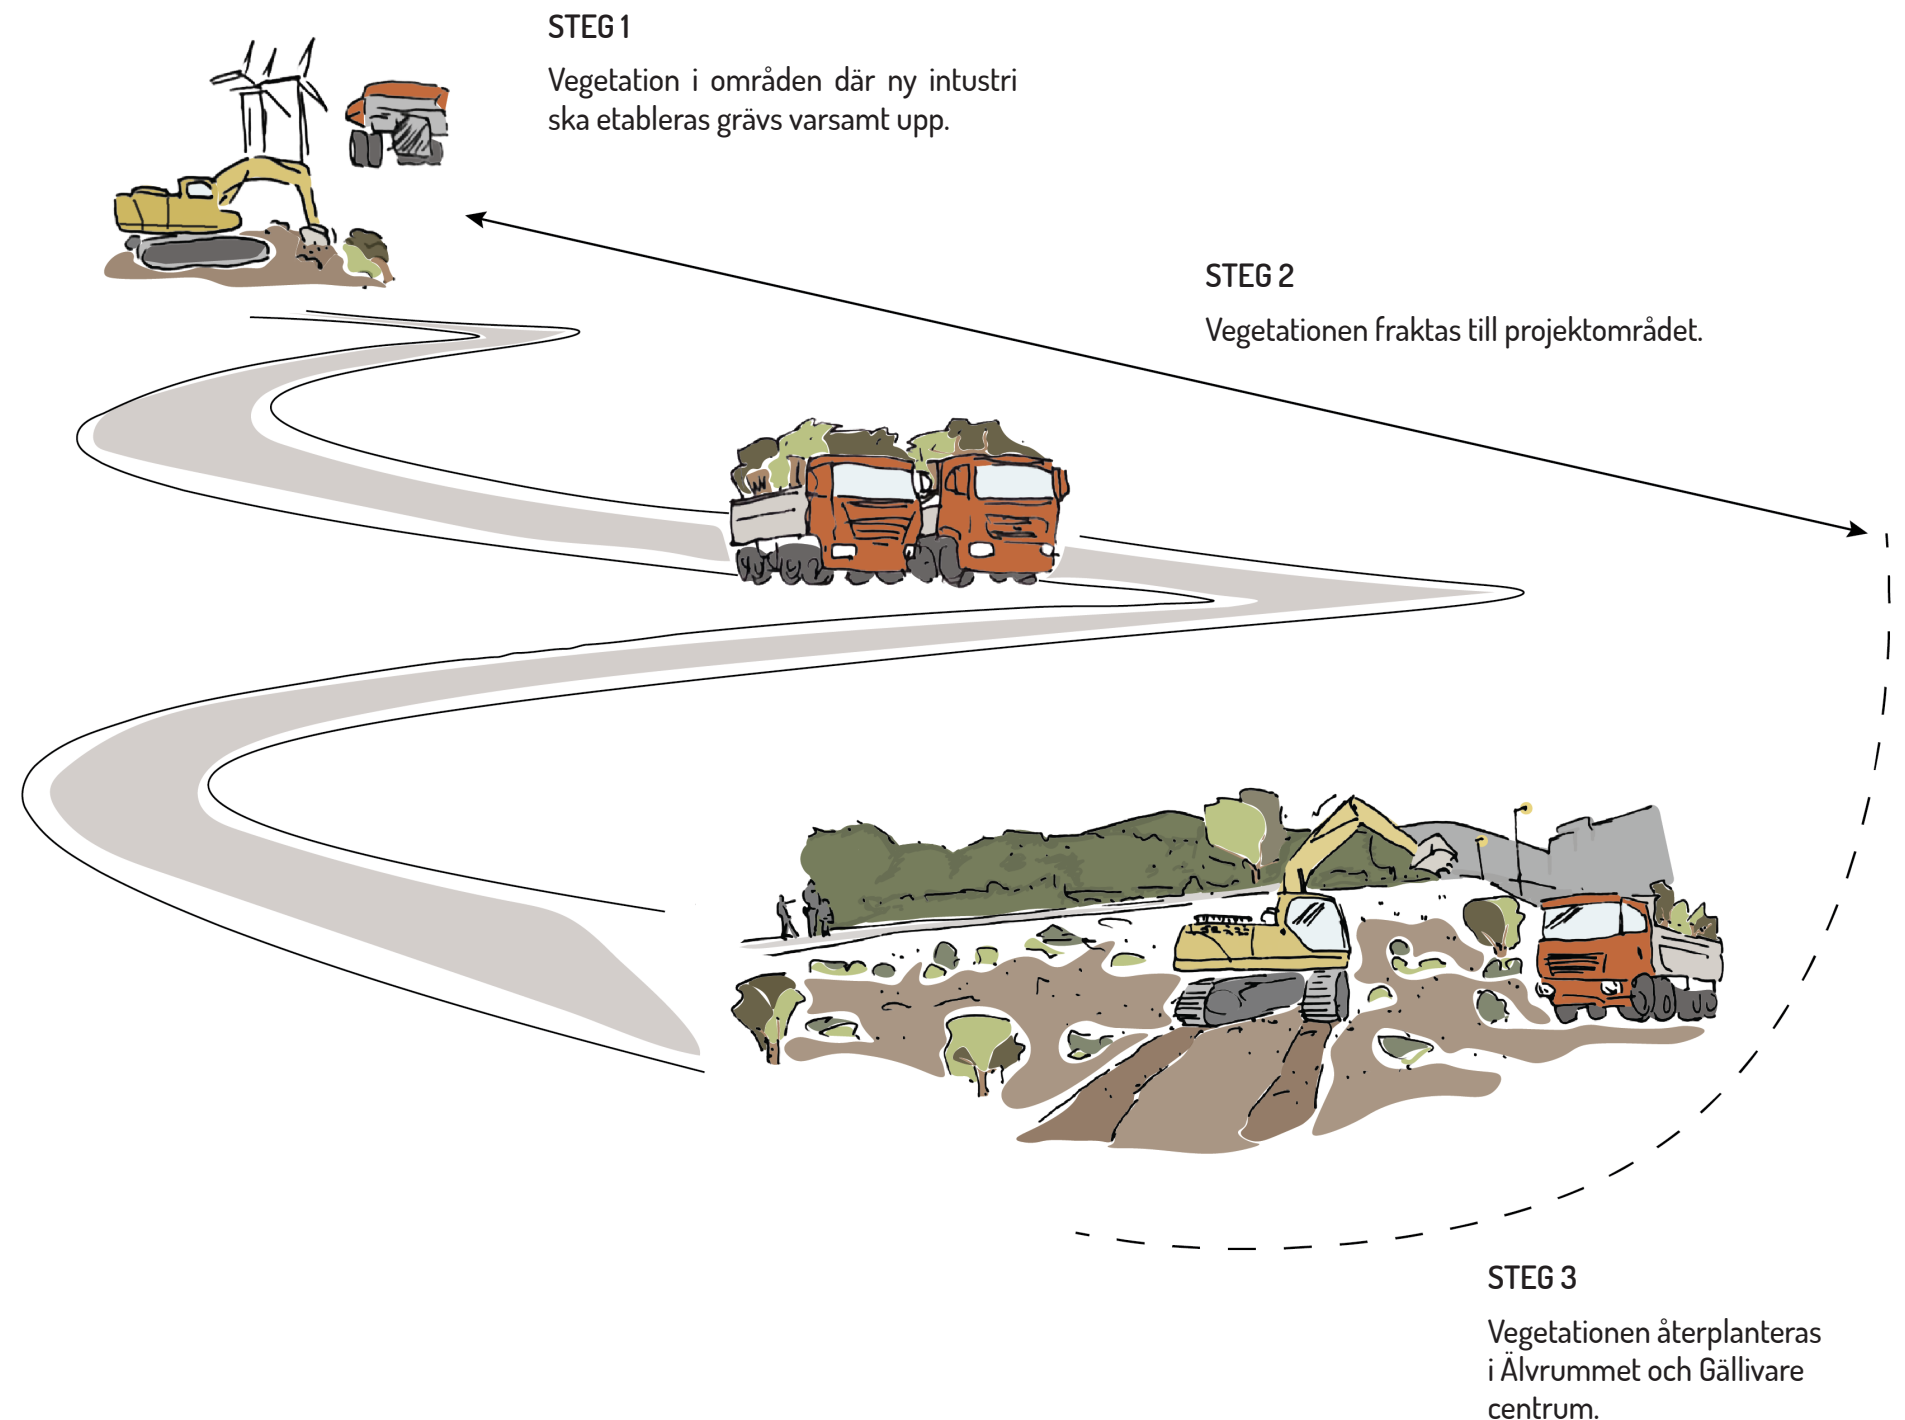 STEG 1
Vegetation i områden där ny intustri
ska etableras grävs varsamt upp.
STEG 2
Vegetationen fraktas till projektområdet.
STEG 3
Vegetationen återplanteras
i Älvrummet och Gällivare
centrum.